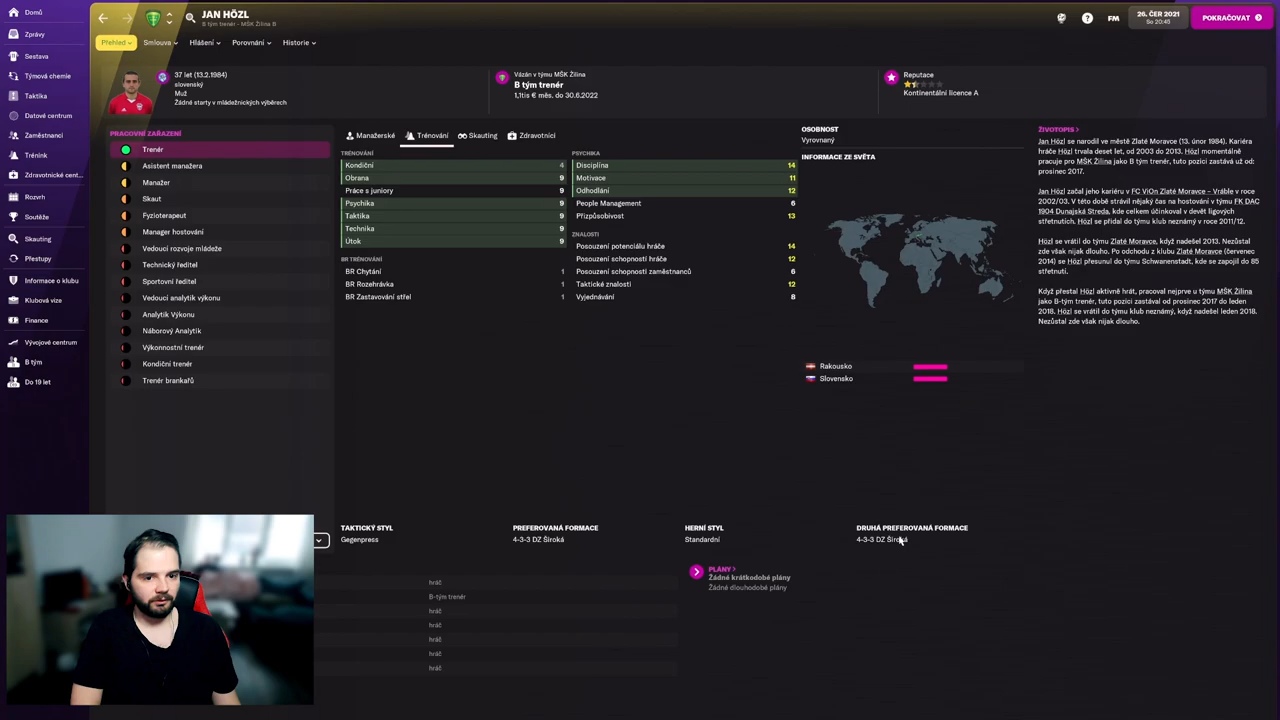 Domů
Zprávy
Sestava
Týmová chemie
Taktika
Datové centrum
Zaměstnanci
Trénink
Zdravotnické cent...
Rozvrh
Soutěže
Skauting
Přestupy
Informace o klubu
Klubová vize
Finance
Vývojové centrum
B tým
Do 19 let
JAN HÖZL
B tým trenér - MŠK Žilina B
26. ČER 2021
So 20:45
POKRAČOVAT
FM
Přehled
Smlouva
Hlášení
Porovnání
Historie
37 let (13.2.1984)
slovenský
Muž
Žádné starty v mládežnických výběrech
Vázán v týmu MŠK Žilina
B tým trenér
1,1tis € měs. do 30.6.2022
Reputace
Kontinentální licence A
PRACOVNÍ ZAŘAZENÍ
Trenér
Asistent manažera
Manažer
Skaut
Fyzioterapeut
Manager hostování
Vedoucí rozvoje mládeže
Technický ředitel
Sportovní ředitel
Vedoucí analytik výkonu
Analytik Výkonu
Náborový Analytik
Výkonnostní trenér
Kondiční trenér
Trenér brankařů
Manažerské
Trénování
Skauting
Zdravotníci
TRÉNOVÁNÍ
Kondiční 4
Obrana 9
Práce s juniory 9
Psychika 9
Taktika 9
Technika 9
Útok 9
BR TRÉNOVÁNÍ
BR Chytání 1
BR Rozehrávka 1
BR Zastavování střel 1
PSYCHIKA
Disciplína 14
Motivace 11
Odhodlání 12
People Management 6
Přizpůsobivost 13
ZNALOSTI
Posouzení potenciálu hráče 14
Posouzení schopností hráče 12
Posouzení schopností zaměstnanců 6
Taktické znalosti 12
Vyjednávání 8
OSOBNOST
Vyrovnaný
INFORMACE ZE SVĚTA
Rakousko
Slovensko
ŽIVOTOPIS >
Jan Hözl se narodil ve městě Zlaté Moravce (13. únor 1984). Kariéra
hráče Hözl trvala deset let, od 2003 do 2013. Hözl momentálně
pracuje pro MŠK Žilina jako B tým trenér, tuto pozici zastává už od:
prosinec 2017.
Jan Hözl začal jeho kariéru v FC ViOn Zlaté Moravce – Vráble v roce
2002/03. V této době strávil nějaký čas na hostování v týmu FK DAC
1904 Dunajská Streda, kde celkem účinkoval v devět ligových
střetnutí. Hözl se přidal do týmu klubu neznámý v roce 2011/12.
Hözl se vrátil do týmu Zlaté Moravce, když nadešel 2013. Nezůstal
zde však nijak dlouho. Po odchodu z klubu Zlaté Moravce (červenec
2014) se Hözl přesunul do Schwanenstadt, kde se zapojil do 85
střetnutí.
Když přestal Hözl aktivně hrát, pracoval nejprve u týmu MŠK Žilina
jako B-tým trenér, tuto pozici zastával od prosinec 2017 do leden
2018. Hözl se vrátil do týmu klubu neznámý, když nadešel leden 2018.
Nezůstal zde však nijak dlouho.
TAKTICKÝ STYL
Gegenpress
PREFEROVANÁ FORMACE
4-3-3 DZ Široká
HERNÍ STYL
Standardní
DRUHÁ PREFEROVANÁ FORMACE
4-3-3 DZ Široká
PLÁNY >
Žádné krátkodobé plány
Žádné dlouhodobé plány
hráč
B-tým trenér
hráč
hráč
hráč
hráč
hráč